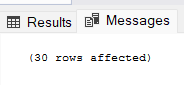 Results Messages
(30 rows affected)